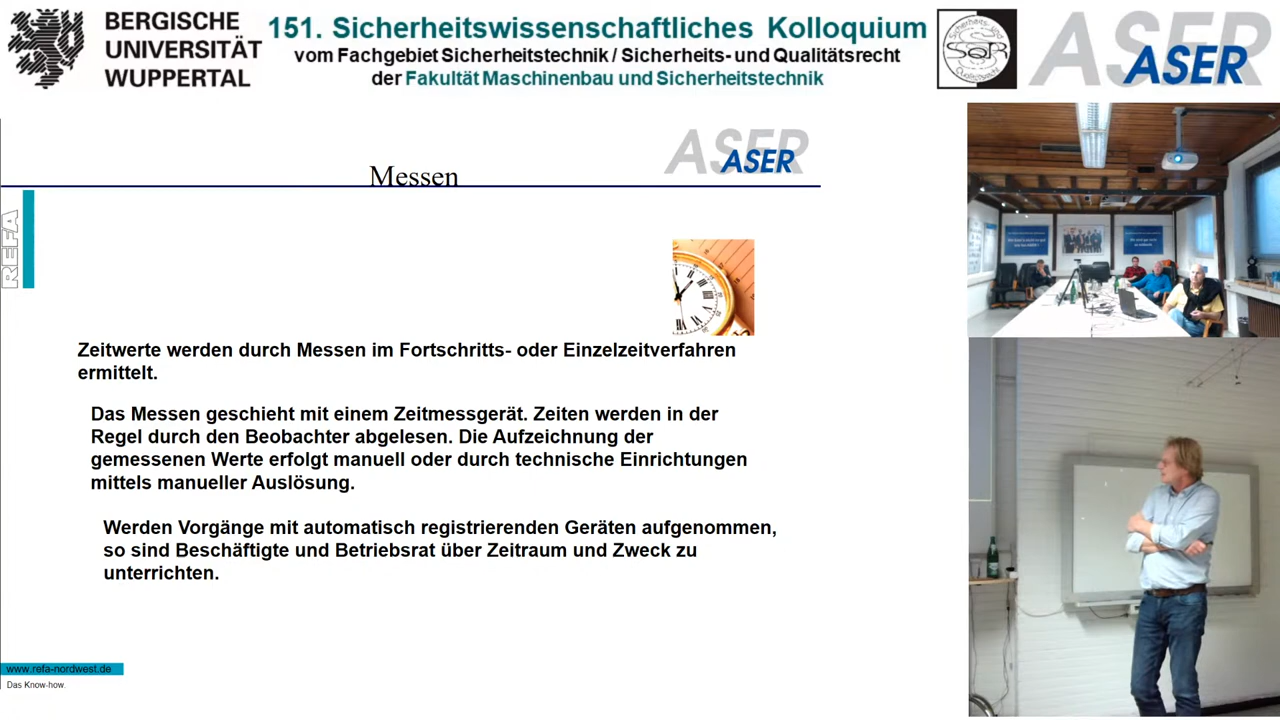 BERGISCHE
UNIVERSITÄT
WUPPERTAL
151. Sicherheitswissenschaftliches Kolloquium
vom Fachgebiet Sicherheitstechnik / Sicherheits- und Qualitätsrecht
der Fakultät Maschinenbau und Sicherheitstechnik
SQR
ASER
ASER
ASER
ASER
Messen
REFA
Zeitwerte werden durch Messen im Fortschritts- oder Einzelzeitverfahren
ermittelt.
Das Messen geschieht mit einem Zeitmessgerät. Zeiten werden in der
Regel durch den Beobachter abgelesen. Die Aufzeichnung der
gemessenen Werte erfolgt manuell oder durch technische Einrichtungen
mittels manueller Auslösung.
Werden Vorgänge mit automatisch registrierenden Geräten aufgenommen,
so sind Beschäftigte und Betriebsrat über Zeitraum und Zweck zu
unterrichten.
www.refa-nordwest.de
Das Know-how.